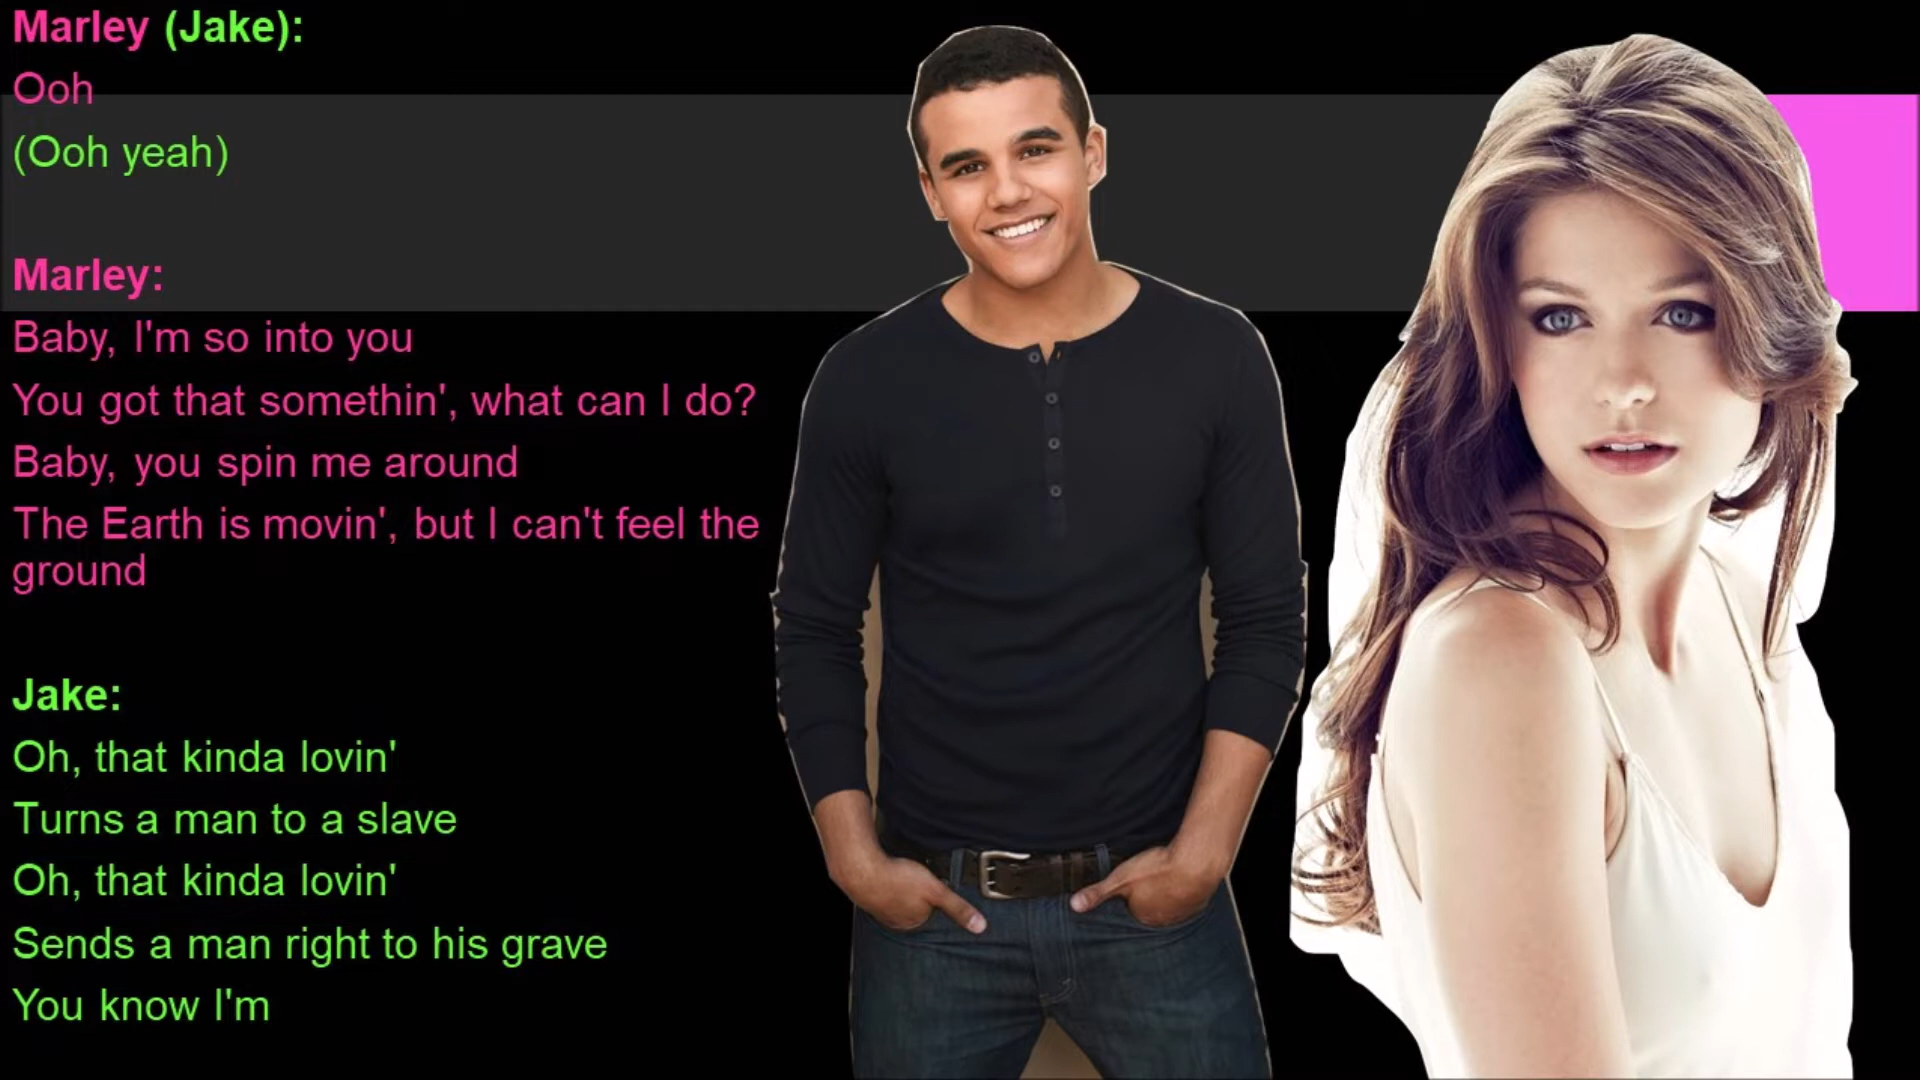 Marley (Jake):
Ooh
(Ooh yeah)
Marley:
Baby, I'm so into you
You got that somethin', what can I do?
Baby, you spin me around
The Earth is movin', but I can't feel the
ground
Jake:
Oh, that kinda lovin'
Turns a man to a slave
Oh, that kinda lovin'
Sends a man right to his grave
You know I'm